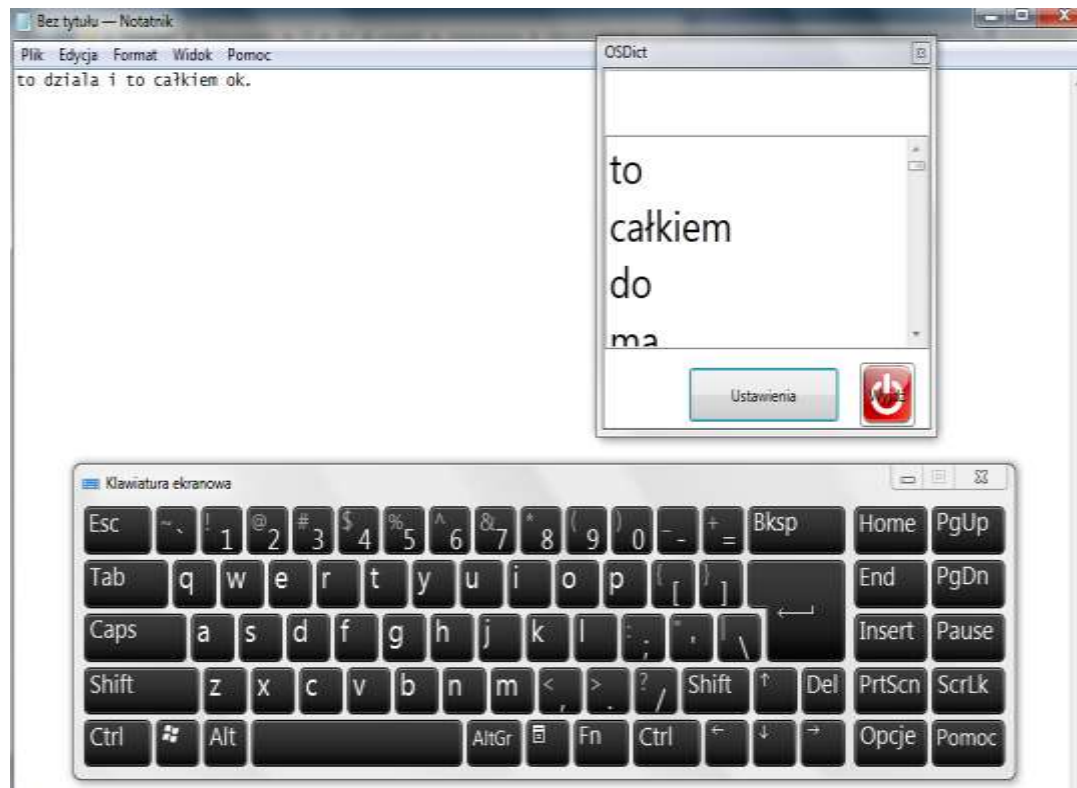 Bez tytułu — Notatnik
Plik Edycja Format Widok Pomoc
to dziala i to całkiem ok.
OSDict
to
całkiem
do
ma
Ustawienia
Wyjdź
Klawiatura ekranowa
Esc ~ ` ! 1 @ 2 # 3 $ 4 % 5 ^ 6 & 7 * 8 ( 9 ) 0 _ - + = Bksp Home PgUp
Tab q w e r t y u i o p { [ } ] End PgDn
Caps a s d f g h j k l : ; " ' | \ ← Insert Pause
Shift z x c v b n m < , > . ? / Shift ↑ Del PrtScn ScrLk
Ctrl Alt AltGr Fn Ctrl ← ↓ → Opcje Pomoc